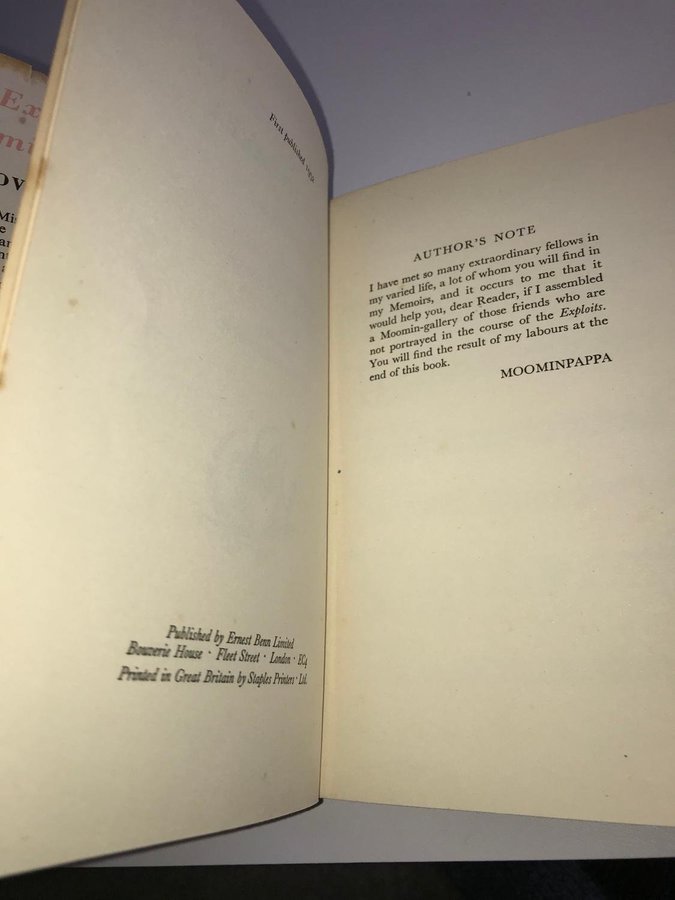 Ex
First published 1952
Published by Ernest Benn Limited
Bouverie House · Fleet Street · London · EC4
Printed in Great Britain by Staples Printers · Ltd.
AUTHOR'S NOTE
I have met so many extraordinary fellows in
my varied life, a lot of whom you will find in
my Memoirs, and it occurs to me that it
would help you, dear Reader, if I assembled
a Moomin-gallery of those friends who are
not portrayed in the course of the Exploits.
You will find the result of my labours at the
end of this book.
MOOMINPAPPA